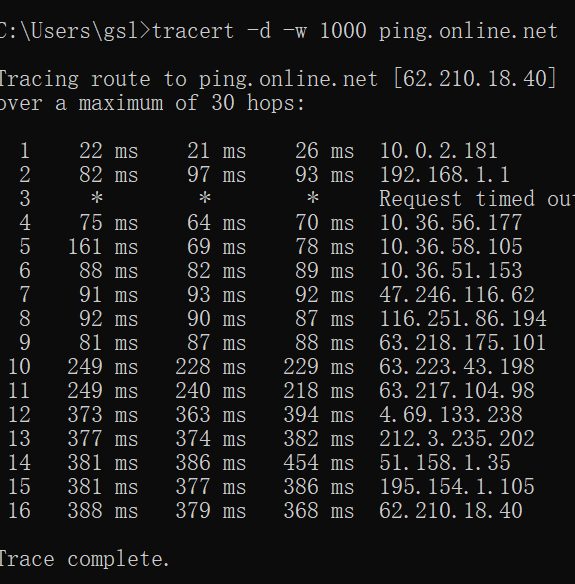 C:\Users\gsl>tracert -d -w 1000 ping.online.net
Tracing route to ping.online.net [62.210.18.40]
over a maximum of 30 hops:
1 22 ms 21 ms 26 ms 10.0.2.181
2 82 ms 97 ms 93 ms 192.168.1.1
3 * * * Request timed out
4 75 ms 64 ms 70 ms 10.36.56.177
5 161 ms 69 ms 78 ms 10.36.58.105
6 88 ms 82 ms 89 ms 10.36.51.153
7 91 ms 93 ms 92 ms 47.246.116.62
8 92 ms 90 ms 87 ms 116.251.86.194
9 81 ms 87 ms 88 ms 63.218.175.101
10 249 ms 228 ms 229 ms 63.223.43.198
11 249 ms 240 ms 218 ms 63.217.104.98
12 373 ms 363 ms 394 ms 4.69.133.238
13 377 ms 374 ms 382 ms 212.3.235.202
14 381 ms 386 ms 454 ms 51.158.1.35
15 381 ms 377 ms 386 ms 195.154.1.105
16 388 ms 379 ms 368 ms 62.210.18.40
Trace complete.